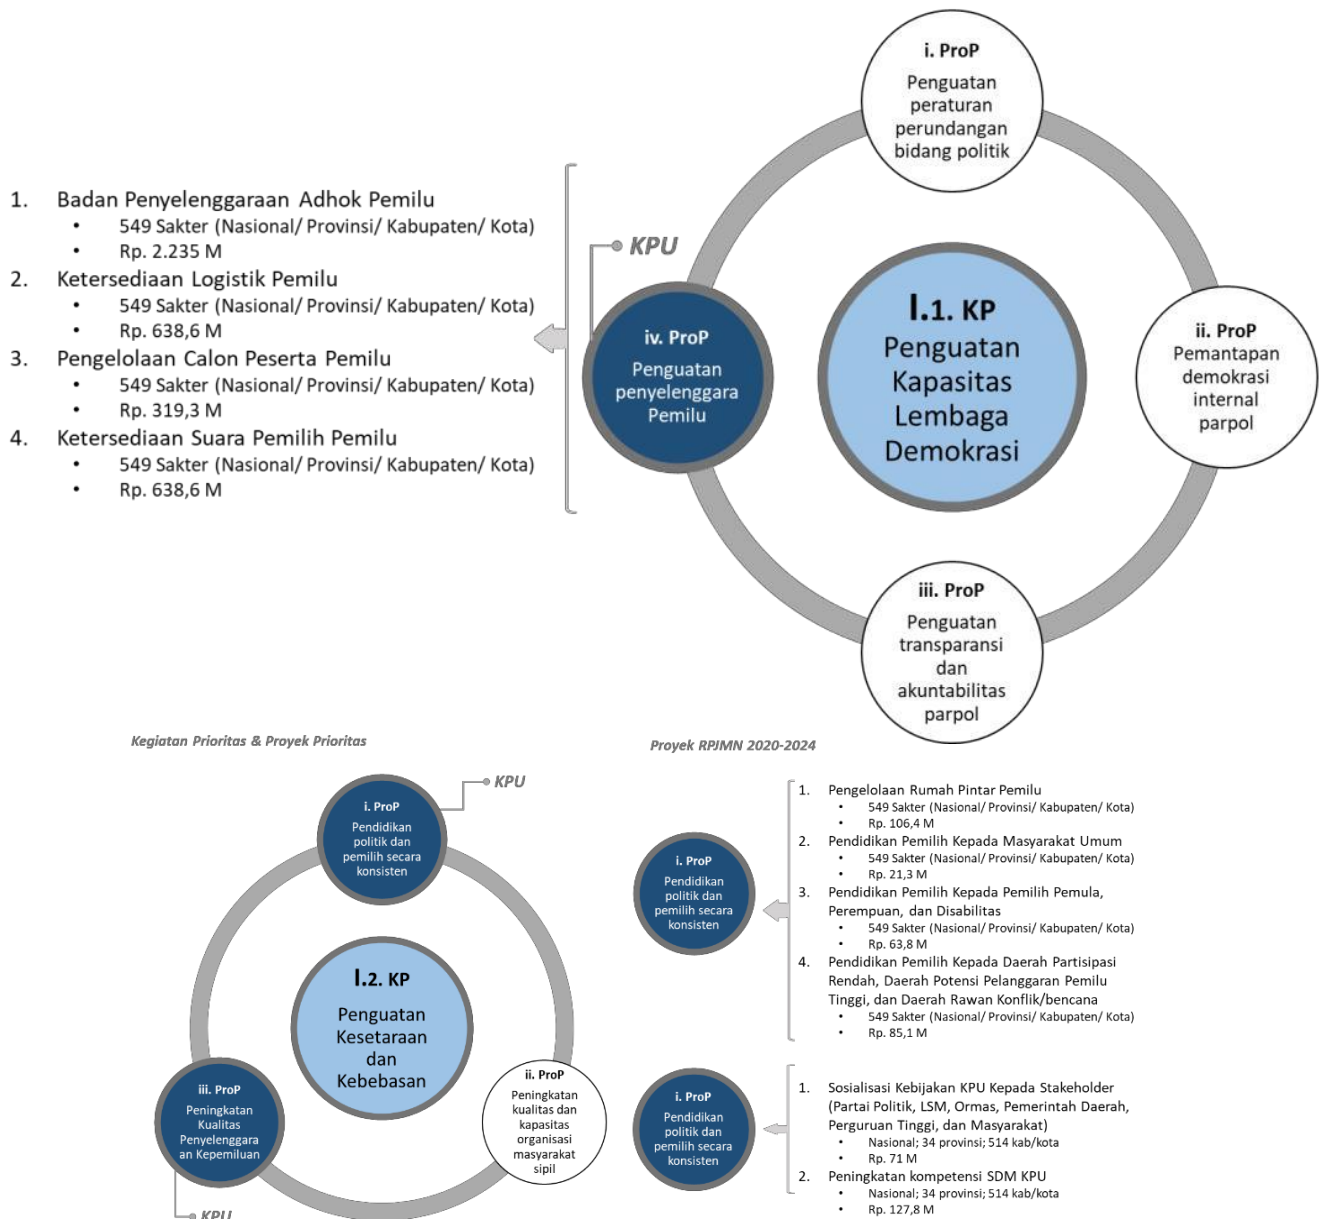 i. ProP
Penguatan
peraturan
perundangan
bidang politik
1. Badan Penyelenggaraan Adhok Pemilu
• 549 Sakter (Nasional/ Provinsi/ Kabupaten/ Kota)
• Rp. 2.235 M
2. Ketersediaan Logistik Pemilu
• 549 Sakter (Nasional/ Provinsi/ Kabupaten/ Kota)
• Rp. 638,6 M
3. Pengelolaan Calon Peserta Pemilu
• 549 Sakter (Nasional/ Provinsi/ Kabupaten/ Kota)
• Rp. 319,3 M
4. Ketersediaan Suara Pemilih Pemilu
• 549 Sakter (Nasional/ Provinsi/ Kabupaten/ Kota)
• Rp. 638,6 M
KPU
iv. ProP
Penguatan
penyelenggara
Pemilu
I.1. KP
Penguatan
Kapasitas
Lembaga
Demokrasi
ii. ProP
Pemantapan
demokrasi
internal
parpol
iii. ProP
Penguatan
transparansi
dan
akuntabilitas
parpol
Kegiatan Prioritas & Proyek Prioritas
KPU
i. ProP
Pendidikan
politik dan
pemilih secara
konsisten
I.2. KP
Penguatan
Kesetaraan
dan
Kebebasan
iii. ProP
Peningkatan
Kualitas
Penyelenggara
an Kepemiluan
KPU
ii. ProP
Peningkatan
kualitas dan
kapasitas
organisasi
masyarakat
sipil
Proyek RPJMN 2020-2024
i. ProP
Pendidikan
politik dan
pemilih secara
konsisten
1. Pengelolaan Rumah Pintar Pemilu
• 549 Sakter (Nasional/ Provinsi/ Kabupaten/ Kota)
• Rp. 106,4 M
2. Pendidikan Pemilih Kepada Masyarakat Umum
• 549 Sakter (Nasional/ Provinsi/ Kabupaten/ Kota)
• Rp. 21,3 M
3. Pendidikan Pemilih Kepada Pemilih Pemula,
Perempuan, dan Disabilitas
• 549 Sakter (Nasional/ Provinsi/ Kabupaten/ Kota)
• Rp. 63,8 M
4. Pendidikan Pemilih Kepada Daerah Partisipasi
Rendah, Daerah Potensi Pelanggaran Pemilu
Tinggi, dan Daerah Rawan Konflik/bencana
• 549 Sakter (Nasional/ Provinsi/ Kabupaten/ Kota)
• Rp. 85,1 M
i. ProP
Pendidikan
politik dan
pemilih secara
konsisten
1. Sosialisasi Kebijakan KPU Kepada Stakeholder
(Partai Politik, LSM, Ormas, Pemerintah Daerah,
Perguruan Tinggi, dan Masyarakat)
• Nasional; 34 provinsi; 514 kab/kota
• Rp. 71 M
2. Peningkatan kompetensi SDM KPU
• Nasional; 34 provinsi; 514 kab/kota
• Rp. 127,8 M